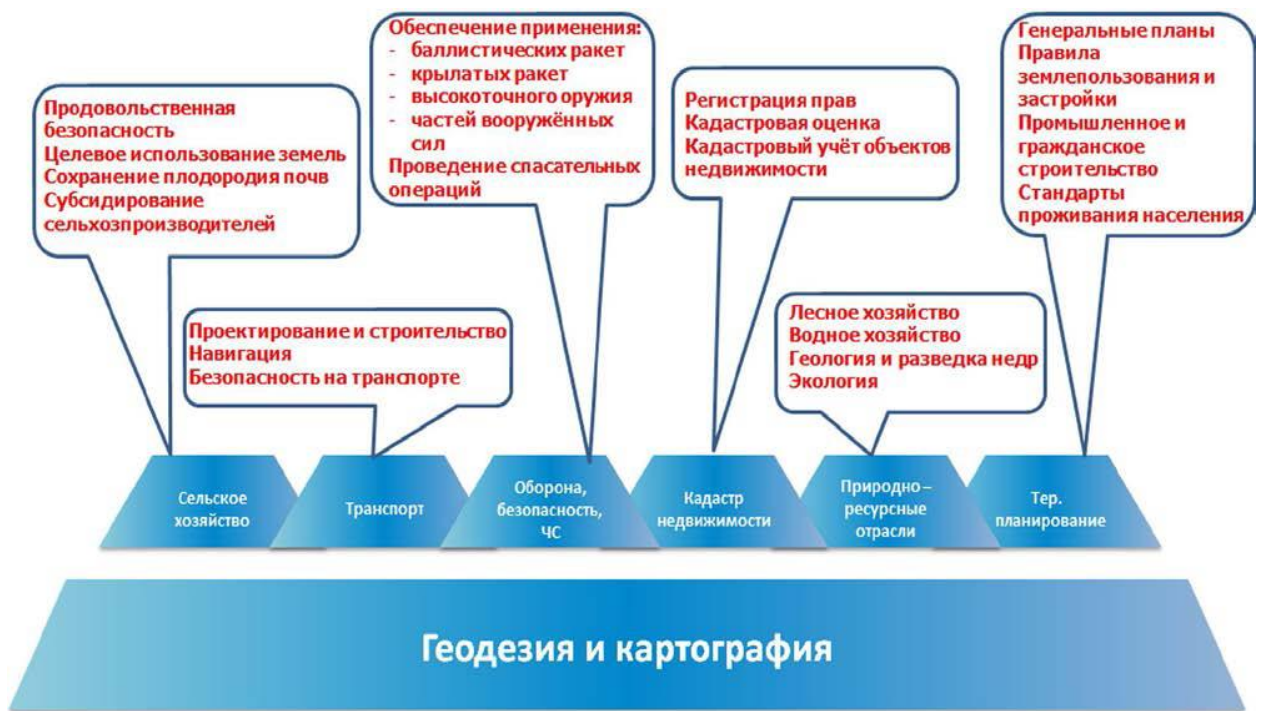 Продовольственная
безопасность
Целевое использование земель
Сохранение плодородия почв
Субсидирование
сельхозпроизводителей
Проектирование и строительство
Навигация
Безопасность на транспорте
Обеспечение применения:
- баллистических ракет
- крылатых ракет
- высокоточного оружия
- частей вооружённых
сил
Проведение спасательных
операций
Регистрация прав
Кадастровая оценка
Кадастровый учёт объектов
недвижимости
Лесное хозяйство
Водное хозяйство
Геология и разведка недр
Экология
Генеральные планы
Правила
землепользования и
застройки
Промышленное и
гражданское
строительство
Стандарты
проживания населения
Сельское
хозяйство
Транспорт
Оборона,
безопасность,
ЧС
Кадастр
недвижимости
Природно –
ресурсные
отрасли
Тер.
планирование
Геодезия и картография